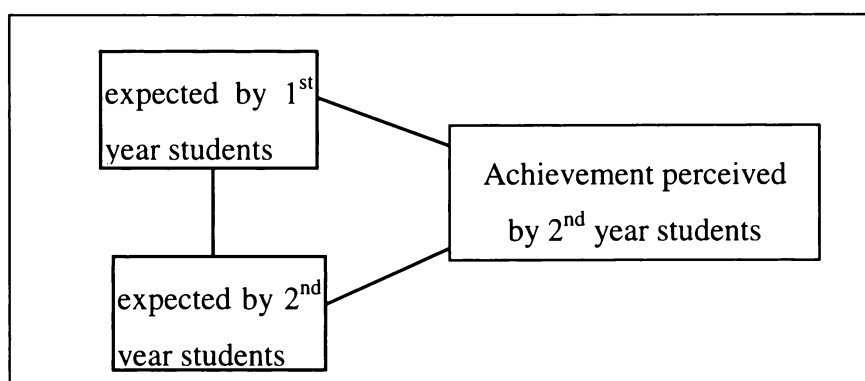 expected by 1st
year students
Achievement perceived
by 2nd year students
expected by 2nd
year students